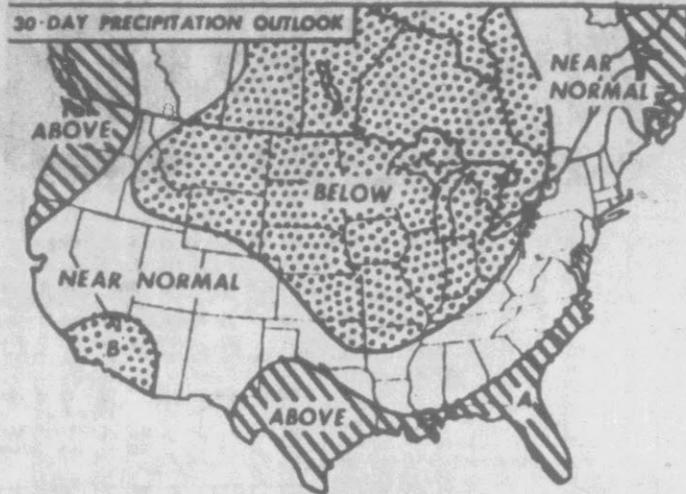 30-DAY PRECIPITATION OUTLOOK
NEAR
NORMAL
ABOVE
BELOW
NEAR NORMAL
B
ABOVE
A